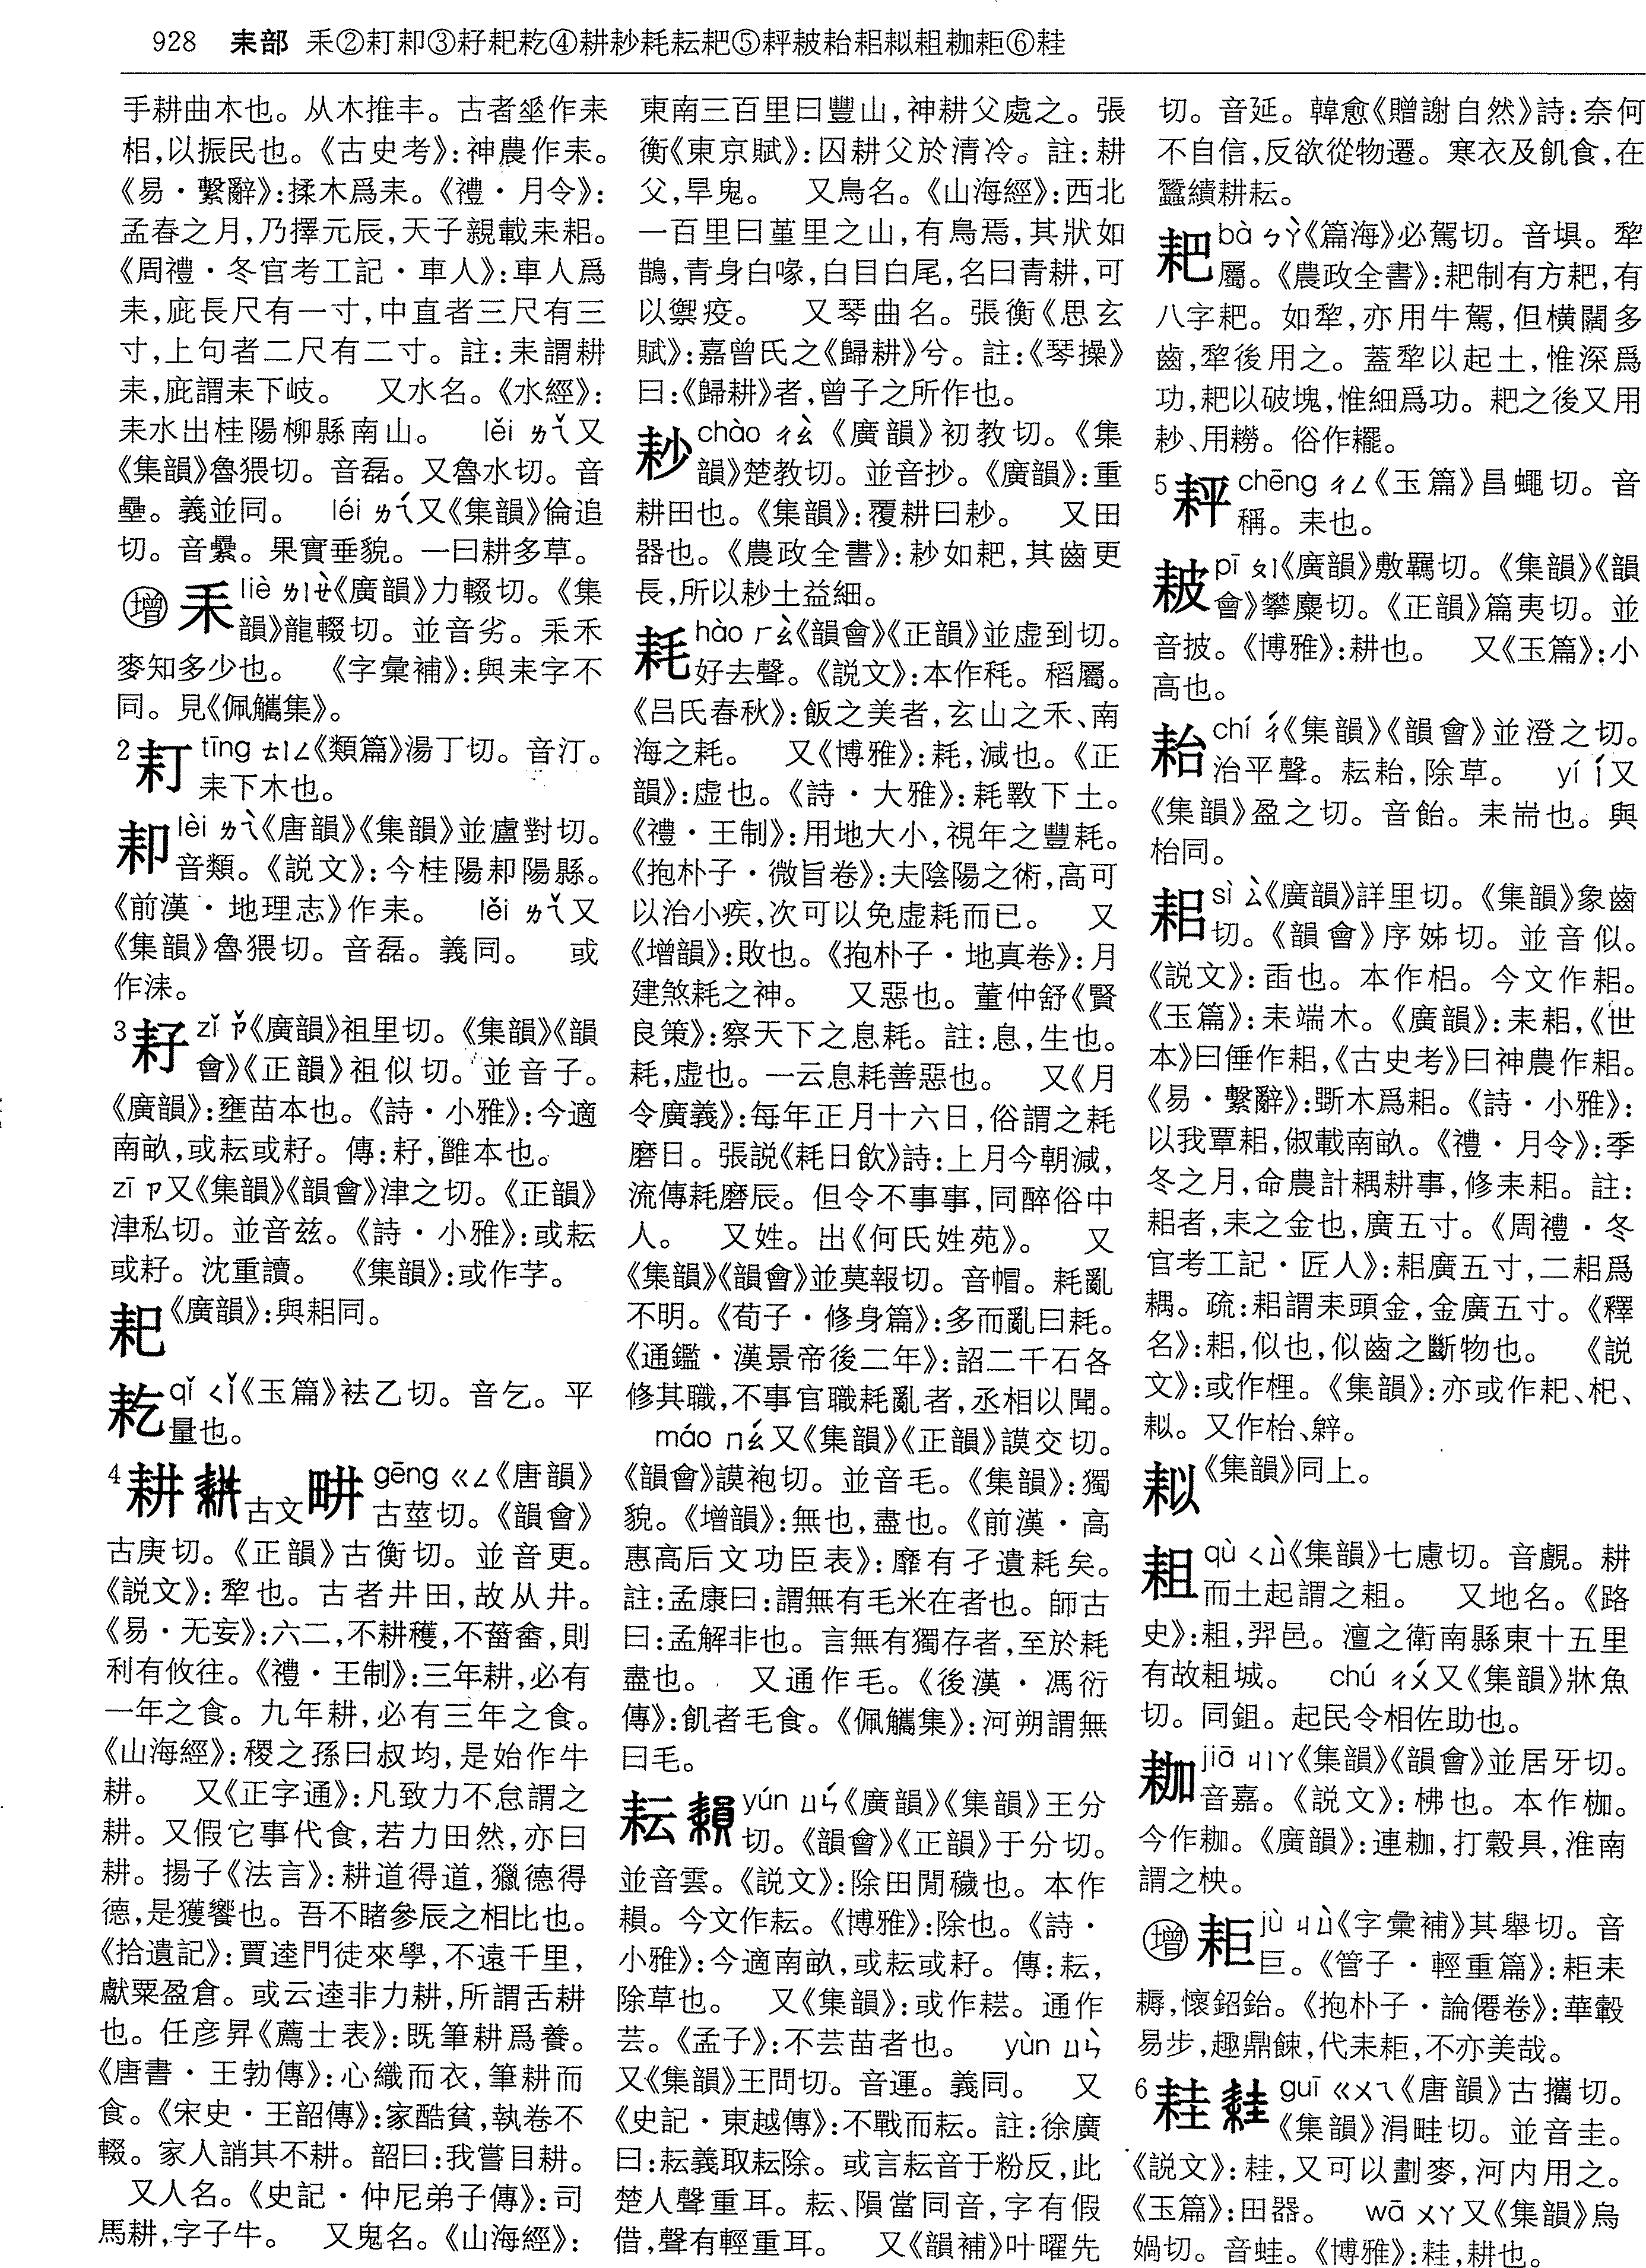 928 耒部 耒②耓𦓤③耔耜耔④耕耖耗耘耙⑤秤耚耛耜耝耞耟⑥耠
手耕曲木也。从木推丰。古者垂作耒
相,以振民也。《古史考》:神農作耒。
《易·繫辭》:揉木爲耒。《禮·月令》:
孟春之月,乃擇元辰,天子親載耒耜。
《周禮·冬官考工記·車人》:車人爲
耒,庛長尺有一寸,中直者三尺有三
寸,上句者二尺有二寸。註:耒謂耕
耒,庛謂耒下岐。 又水名。《水經》:
耒水出桂陽柳縣南山。 lěi ㄌㄟˇ又
《集韻》魯猥切。音磊。又魯水切。音
壘。義並同。 léi ㄌㄟˊ又《集韻》倫追
切。音纍。果實垂貌。一曰耕多草。
增 liè ㄌㄧㄝˋ《廣韻》力輟切。《集
韻》龍輟切。並音劣。禾
麥知多少也。 《字彙補》:與耒字不
同。見《佩觿集》。
2 耓 tīng ㄊㄧㄥ《類篇》湯丁切。音汀。
耒下木也。
lèi ㄌㄟˋ《唐韻》《集韻》並盧對切。
音類。《說文》:今桂陽陽縣。
《前漢·地理志》作耒。 lěi ㄌㄟˇ又
《集韻》魯猥切。音磊。義同。 或
作洡。
3 耔 zǐ ㄗˇ《廣韻》祖里切。《集韻》《韻
會》《正韻》祖似切。並音子。
《廣韻》:壅苗本也。《詩·小雅》:今適
南畝,或耘或耔。傳:耔,雝本也。
zī ㄗ又《集韻》《韻會》津之切。《正韻》
津私切。並音兹。《詩·小雅》:或耘
或耔。沈重讀。 《集韻》:或作芓。
《廣韻》:與耜同。
qǐ ㄑㄧˇ《玉篇》袪乙切。音乞。平
量也。
4 耕 古文畊 gēng ㄍㄥ《唐韻》
古莖切。《韻會》
古庚切。《正韻》古衡切。並音更。
《說文》:犂也。古者井田,故从井。
《易·无妄》:六二,不耕穫,不菑畬,則
利有攸往。《禮·王制》:三年耕,必有
一年之食。九年耕,必有三年之食。
《山海經》:稷之孫曰叔均,是始作牛
耕。 又《正字通》:凡致力不怠謂之
耕。又假它事代食,若力田然,亦曰
耕。揚子《法言》:耕道得道,獵德得
德,是獲饗也。吾不睹參辰之相比也。
《拾遺記》:賈逵門徒來學,不遠千里,
獻粟盈倉。或云逵非力耕,所謂舌耕
也。任彥昇《薦士表》:既筆耕爲養。
《唐書·王勃傳》:心織而衣,筆耕而
食。《宋史·王韶傳》:家酷貧,執卷不
輟。家人誚其不耕。韶曰:我嘗目耕。
又人名。《史記·仲尼弟子傳》:司
馬耕,字子牛。 又鬼名。《山海經》:
東南三百里曰豐山,神耕父處之。張
衡《東京賦》:囚耕父於清泠。註:耕
父,旱鬼。 又鳥名。《山海經》:西北
一百里曰堇里之山,有鳥焉,其狀如
鵲,青身白喙,白目白尾,名曰青耕,可
以禦疫。 又琴曲名。張衡《思玄
賦》:嘉曾氏之《歸耕》兮。註:《琴操》
曰:《歸耕》者,曾子之所作也。
耖 chào ㄔㄠˋ《廣韻》初教切。《集
韻》楚教切。並音抄。《廣韻》:重
耕田也。《集韻》:覆耕曰耖。 又田
器也。《農政全書》:耖如耙,其齒更
長,所以耖土益細。
耗 hào ㄏㄠˋ《韻會》《正韻》並虛到切。
好去聲。《說文》:本作秏。稻屬。
《呂氏春秋》:飯之美者,玄山之禾、南
海之耗。 又《博雅》:耗,減也。《正
韻》:虛也。《詩·大雅》:耗斁下土。
《禮·王制》:用地大小,視年之豐耗。
《抱朴子·微旨卷》:夫陰陽之術,高可
以治小疾,次可以免虛耗而已。 又
《增韻》:敗也。《抱朴子·地真卷》:月
建煞耗之神。 又惡也。董仲舒《賢
良策》:察天下之息耗。註:息,生也。
耗,虛也。一云息耗善惡也。 又《月
令廣義》:每年正月十六日,俗謂之耗
磨日。張說《耗日飲》詩:上月今朝減,
流傳耗磨辰。但令不事事,同醉俗中
人。 又姓。出《何氏姓苑》。 又
《集韻》《韻會》並莫報切。音帽。耗亂
不明。《荀子·修身篇》:多而亂曰耗。
《通鑑·漢景帝後二年》:詔二千石各
修其職,不事官職耗亂者,丞相以聞。
máo ㄇㄠˊ又《集韻》《正韻》謨交切。
《韻會》謨袍切。並音毛。《集韻》:獨
貌。《增韻》:無也,盡也。《前漢·高
惠高后文功臣表》:靡有孑遺耗矣。
註:孟康曰:謂無有毛米在者也。師古
曰:孟解非也。言無有獨存者,至於耗
盡也。 又通作毛。《後漢·馮衍
傳》:飢者毛食。《佩觿集》:河朔謂無
曰毛。
耘 yún ㄩㄣˊ《廣韻》《集韻》王分
切。《韻會》《正韻》于分切。
並音雲。《說文》:除田閒穢也。本作
䫟。今文作耘。《博雅》:除也。《詩·
小雅》:今適南畝,或耘或耔。傳:耘,
除草也。 又《集韻》:或作耺。通作
芸。《孟子》:不芸苗者也。 yùn ㄩㄣˋ
又《集韻》王問切。音運。義同。 又
《史記·東越傳》:不戰而耘。註:徐廣
曰:耘義取耘除。或言耘音于粉反,此
楚人聲重耳。耘、隕當同音,字有假
借,聲有輕重耳。 又《韻補》叶曜先
切。音延。韓愈《贈謝自然》詩:奈何
不自信,反欲從物遷。寒衣及飢食,在
蠶績耕耘。
耙 bà ㄅㄚˋ《篇海》必駕切。音埧。犂
屬。《農政全書》:耙制有方耙,有
八字耙。如犂,亦用牛駕,但橫闊多
齒,犂後用之。蓋犂以起土,惟深爲
功,耙以破塊,惟細爲功。耙之後又用
耖、用耮。俗作䎱。
5 chēng ㄔㄥ《玉篇》昌蠅切。音
稱。耒也。
耚 pī ㄆㄧ《廣韻》敷羈切。《集韻》《韻
會》攀麋切。《正韻》篇夷切。並
音披。《博雅》:耕也。 又《玉篇》:小
高也。
耛 chí ㄔˊ《集韻》《韻會》並澄之切。
治平聲。耘耛,除草。 yí ㄧˊ又
《集韻》盈之切。音飴。耒耑也。與
枱同。
耜 sì ㄙˋ《廣韻》詳里切。《集韻》象齒
切。《韻會》序姊切。並音似。
《說文》:臿也。本作梠。今文作耜。
《玉篇》:耒端木。《廣韻》:耒耜,《世
本》曰倕作耜,《古史考》曰神農作耜。
《易·繫辭》:斲木爲耜。《詩·小雅》:
以我覃耜,俶載南畝。《禮·月令》:季
冬之月,命農計耦耕事,修耒耜。註:
耜者,耒之金也,廣五寸。《周禮·冬
官考工記·匠人》:耜廣五寸,二耜爲
耦。疏:耜謂耒頭金,金廣五寸。《釋
名》:耜,似也,似齒之斷物也。 《說
文》:或作梩。《集韻》:亦或作耜、杞、
。又作枱、辝。
《集韻》同上。
耝 qù ㄑㄩˋ《集韻》七慮切。音覷。耕
而土起謂之耝。 又地名。《路
史》:耝,羿邑。澶之衛南縣東十五里
有故耝城。 chú ㄔㄨˊ又《集韻》牀魚
切。同鉏。起民令相佐助也。
耞 jiā ㄐㄧㄚ《集韻》《韻會》並居牙切。
音嘉。《說文》:柫也。本作枷。
今作耞。《廣韻》:連耞,打穀具,淮南
謂之柍。
增 耟 jù ㄐㄩˋ《字彙補》其舉切。音
巨。《管子·輕重篇》:耟耒
耨,懷鉊鈶。《抱朴子·論僊卷》:華轂
易步,趣鼎餗,代耒耟,不亦美哉。
6 guī ㄍㄨㄟ《唐韻》古攜切。
《集韻》涓畦切。並音圭。
《說文》:,又可以劃麥,河内用之。
《玉篇》:田器。 wā ㄨㄚ又《集韻》烏
媧切。音蛙。《博雅》:,耕也。